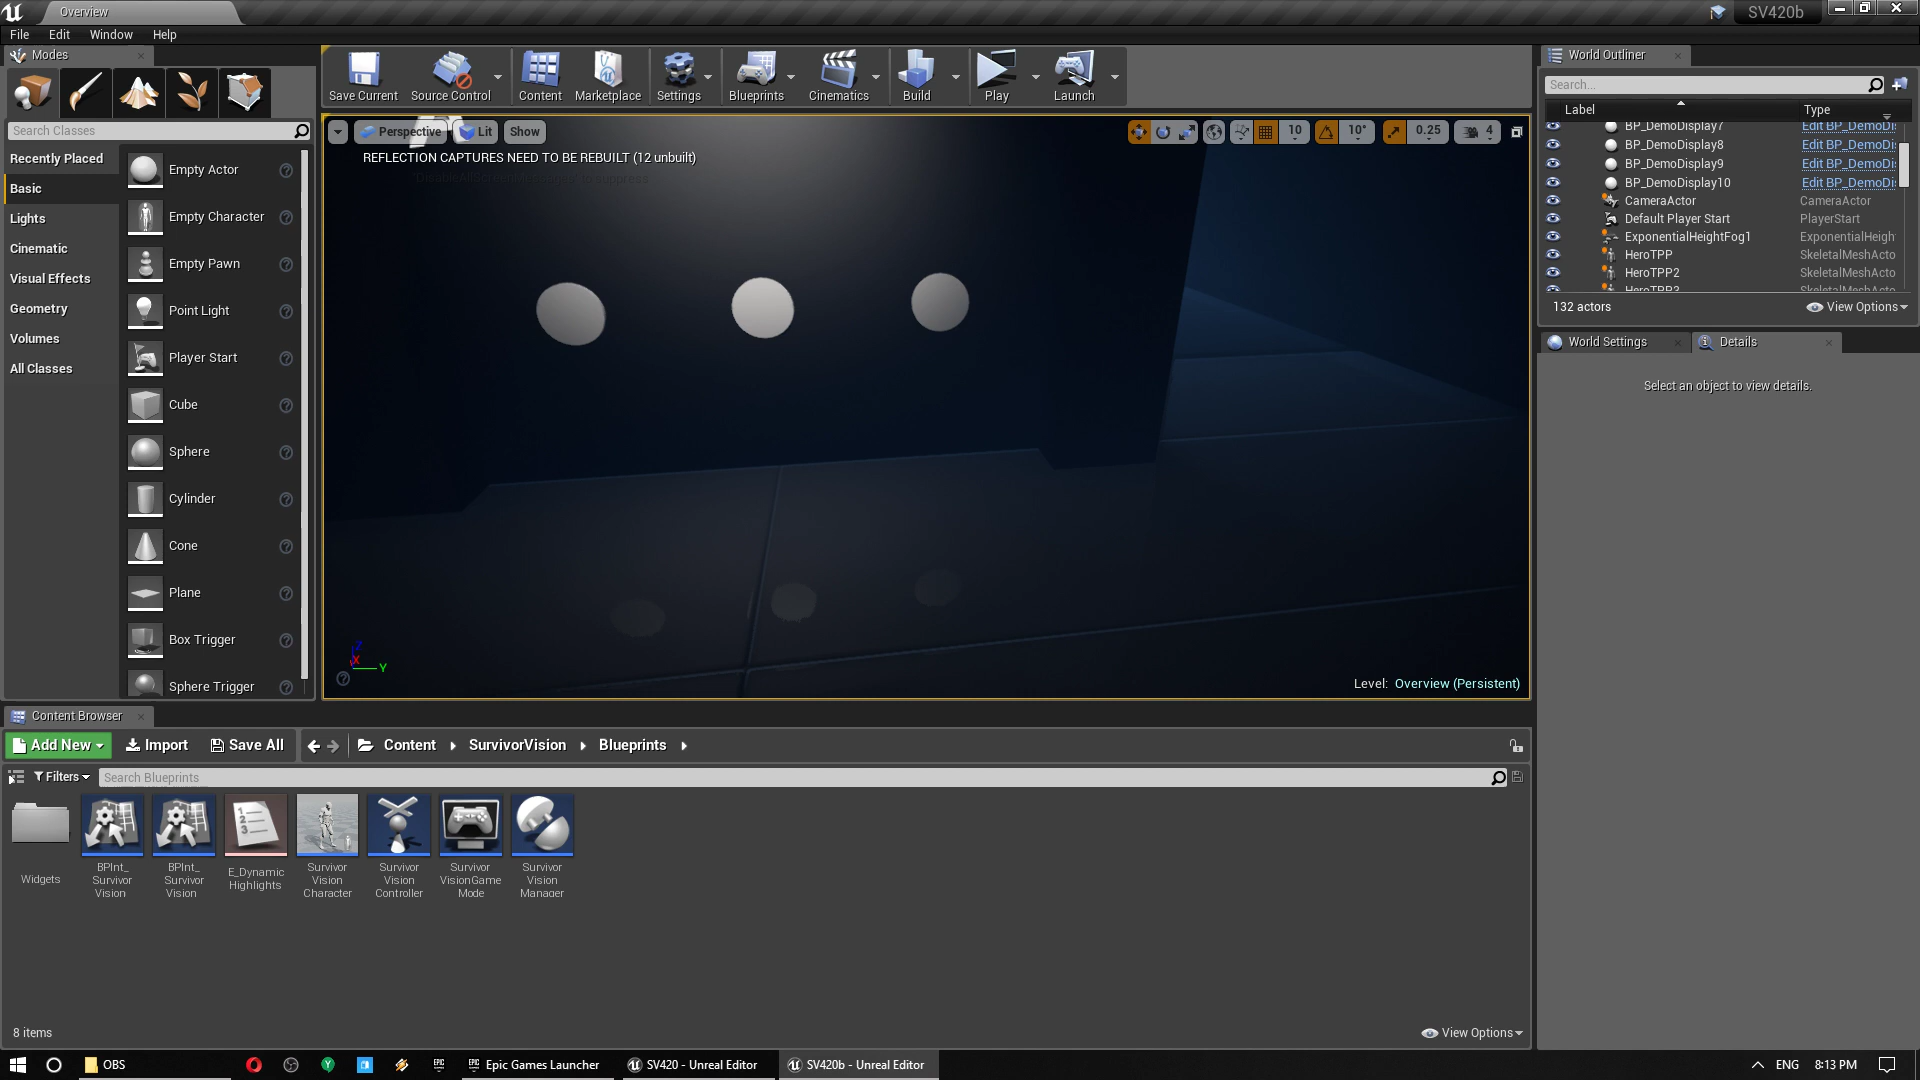 Overview
SV420b
File Edit Window Help
Modes
Search Classes
Recently Placed
Basic
Lights
Cinematic
Visual Effects
Geometry
Volumes
All Classes
Empty Actor
Empty Character
Empty Pawn
Point Light
Player Start
Cube
Sphere
Cylinder
Cone
Plane
Box Trigger
Sphere Trigger
Save Current
Source Control
Content
Marketplace
Settings
Blueprints
Cinematics
Build
Play
Launch
Perspective Lit Show
10 10° 0.25 4
REFLECTION CAPTURES NEED TO BE REBUILT (12 unbuilt)
'DisableAllScreenMessages' to suppress
Z
X Y
Level: Overview (Persistent)
World Outliner
Search...
Label Type
BP_DemoDisplay7 Edit BP_DemoDi
BP_DemoDisplay8 Edit BP_DemoDi
BP_DemoDisplay9 Edit BP_DemoDi
BP_DemoDisplay10 Edit BP_DemoDi
CameraActor CameraActor
Default Player Start PlayerStart
ExponentialHeightFog1 ExponentialHeigh
HeroTPP SkeletalMeshActo
HeroTPP2 SkeletalMeshActo
HeroTPP3 SkeletalMeshActo
132 actors View Options
World Settings Details
Select an object to view details.
Content Browser
Add New Import Save All Content SurvivorVision Blueprints
Filters Search Blueprints
Widgets
BPInt_
Survivor
Vision
BPInt_
Survivor
Vision
E_Dynamic
Highlights
Survivor
Vision
Character
Survivor
Vision
Controller
Survivor
VisionGame
Mode
Survivor
Vision
Manager
8 items View Options
OBS
EPIC
EPIC
Epic Games Launcher
SV420 - Unreal Editor
SV420b - Unreal Editor
ENG 8:13 PM